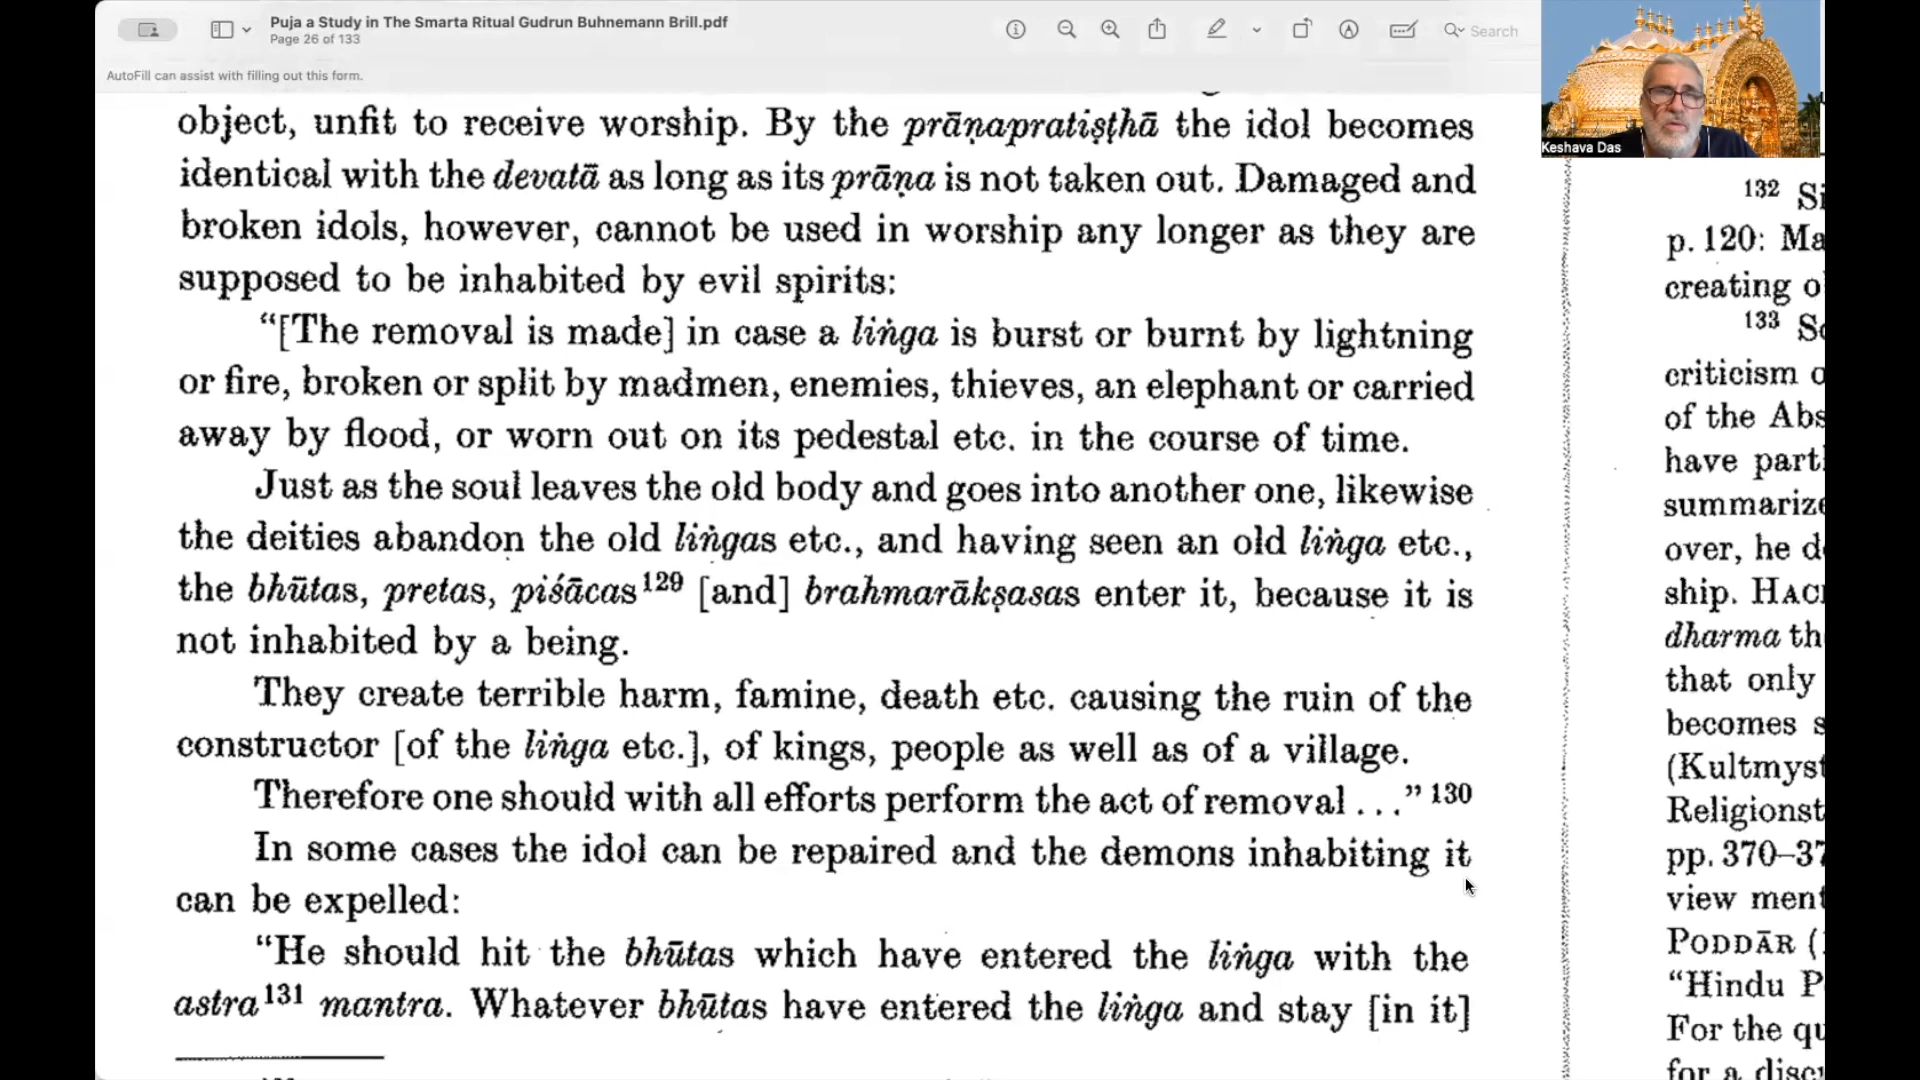 Puja a Study in The Smarta Ritual Gudrun Buhnemann Brill.pdf
Page 26 of 133
Search
AutoFill can assist with filling out this form.
Keshava Das
object, unfit to receive worship. By the prāṇapratiṣṭhā the idol becomes
identical with the devatā as long as its prāṇa is not taken out. Damaged and
broken idols, however, cannot be used in worship any longer as they are
supposed to be inhabited by evil spirits:
“[The removal is made] in case a liṅga is burst or burnt by lightning
or fire, broken or split by madmen, enemies, thieves, an elephant or carried
away by flood, or worn out on its pedestal etc. in the course of time.
Just as the soul leaves the old body and goes into another one, likewise
the deities abandon the old liṅgas etc., and having seen an old liṅga etc.,
the bhūtas, pretas, piśācas¹²⁹ [and] brahmarākṣasas enter it, because it is
not inhabited by a being.
They create terrible harm, famine, death etc. causing the ruin of the
constructor [of the liṅga etc.], of kings, people as well as of a village.
Therefore one should with all efforts perform the act of removal ...” ¹³⁰
In some cases the idol can be repaired and the demons inhabiting it
can be expelled:
“He should hit the bhūtas which have entered the liṅga with the
astra¹³¹ mantra. Whatever bhūtas have entered the liṅga and stay [in it]
¹³²
p. 120:
creating
¹³³
criticism
of the
have
over, he
ship.
dharma
that only
becomes
pp.
view
“Hindu
For the
for a